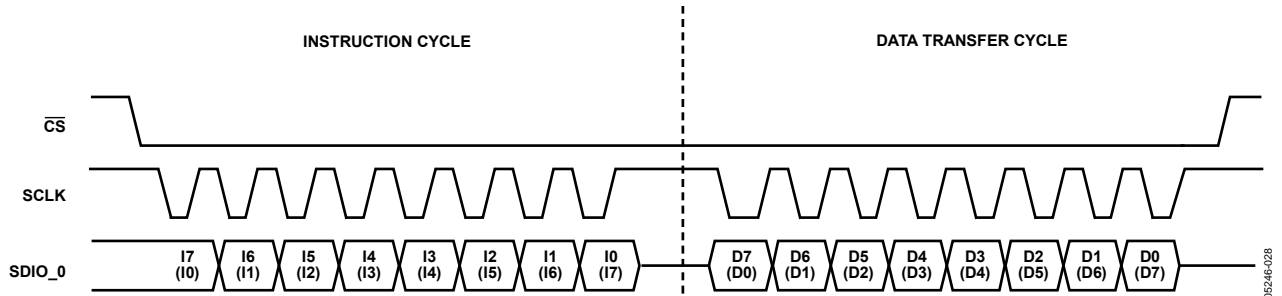 INSTRUCTION CYCLE DATA TRANSFER CYCLE
CS
SCLK
SDIO_0
I7 I6 I5 I4 I3 I2 I1 I0 D7 D6 D5 D4 D3 D2 D1 D0
(I0) (I1) (I2) (I3) (I4) (I5) (I6) (I7) (D0) (D1) (D2) (D3) (D4) (D5) (D6) (D7)
05246-028